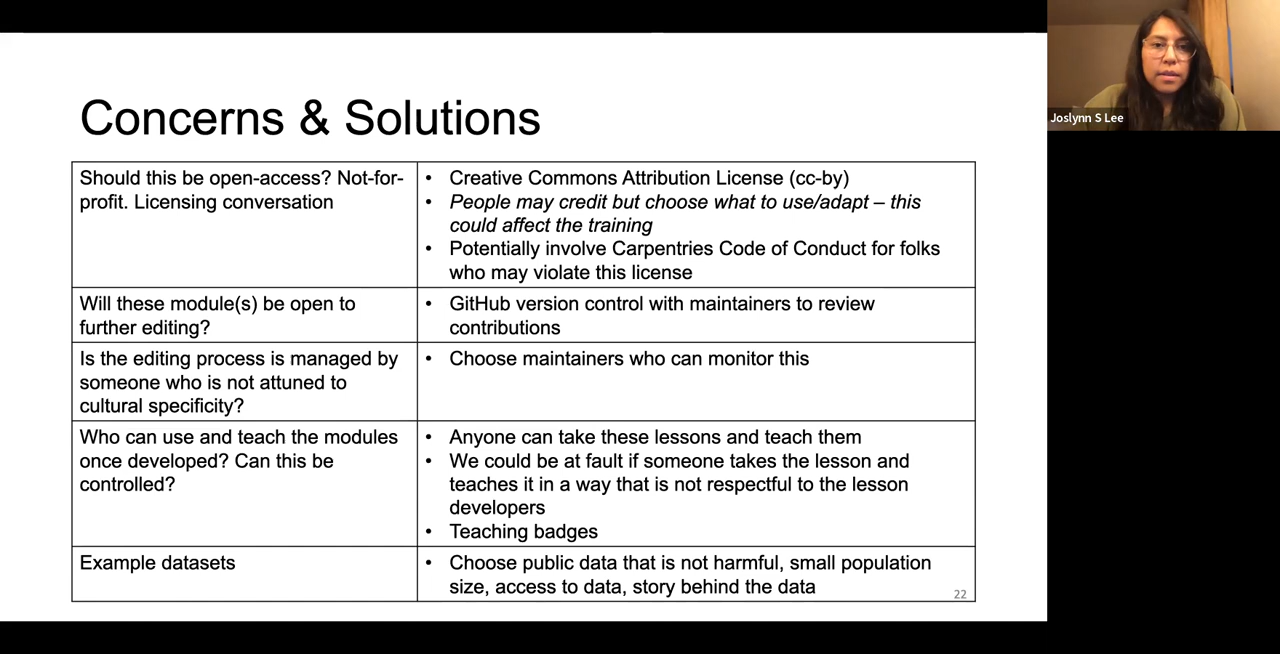 Concerns & Solutions
Should this be open-access? Not-for-
profit. Licensing conversation
• Creative Commons Attribution License (cc-by)
• People may credit but choose what to use/adapt – this
could affect the training
• Potentially involve Carpentries Code of Conduct for folks
who may violate this license
Will these module(s) be open to
further editing?
• GitHub version control with maintainers to review
contributions
Is the editing process is managed by
someone who is not attuned to
cultural specificity?
• Choose maintainers who can monitor this
Who can use and teach the modules
once developed? Can this be
controlled?
• Anyone can take these lessons and teach them
• We could be at fault if someone takes the lesson and
teaches it in a way that is not respectful to the lesson
developers
• Teaching badges
Example datasets
• Choose public data that is not harmful, small population
size, access to data, story behind the data
22
Joslynn S Lee